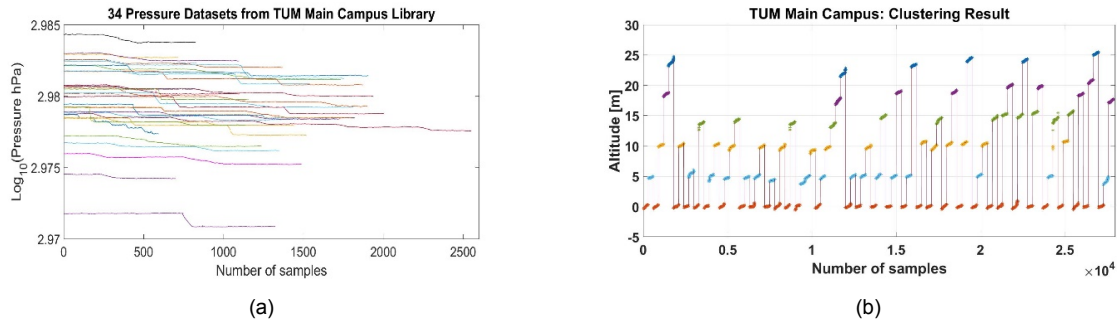 34 Pressure Datasets from TUM Main Campus Library
2.985
2.98
2.975
2.97
Log10(Pressure hPa)
0 500 1000 1500 2000 2500
Number of samples
(a)
TUM Main Campus: Clustering Result
30
25
20
15
10
5
0
-5
Altitude [m]
0 0.5 1 1.5 2 2.5
Number of samples
×10^4
(b)